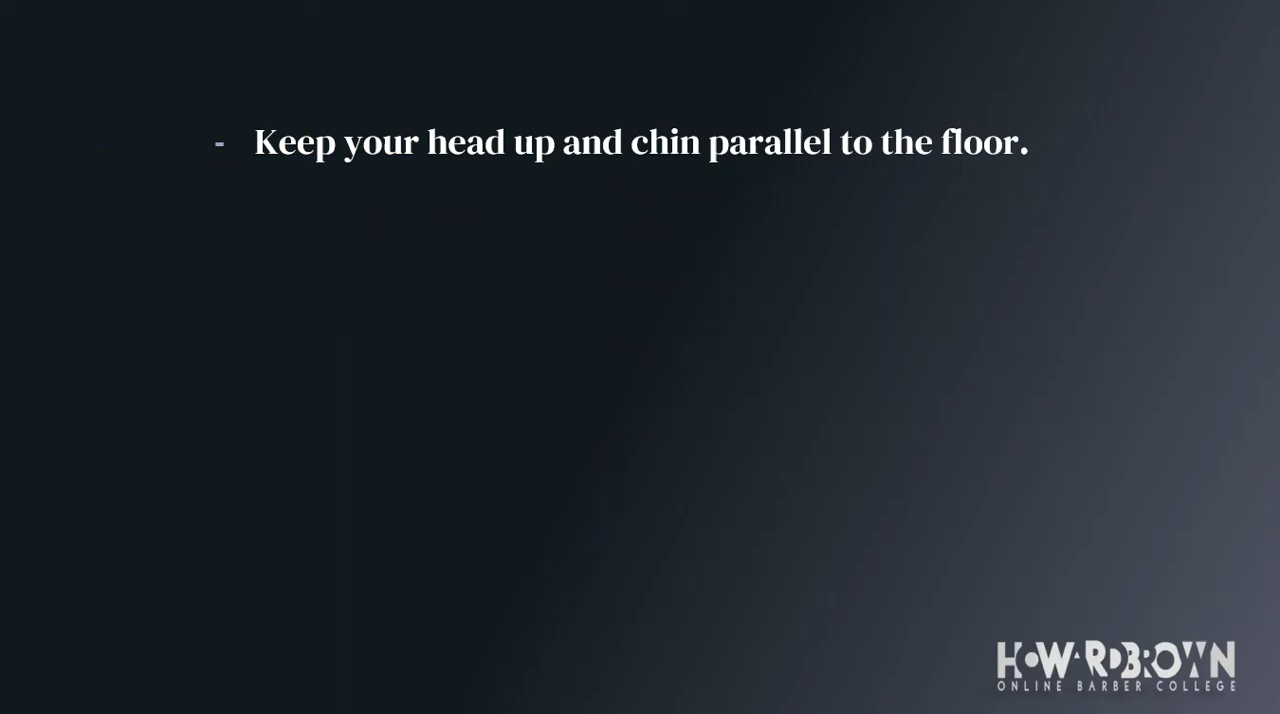 - Keep your head up and chin parallel to the floor.
HOWARD BROWN
ONLINE BARBER COLLEGE